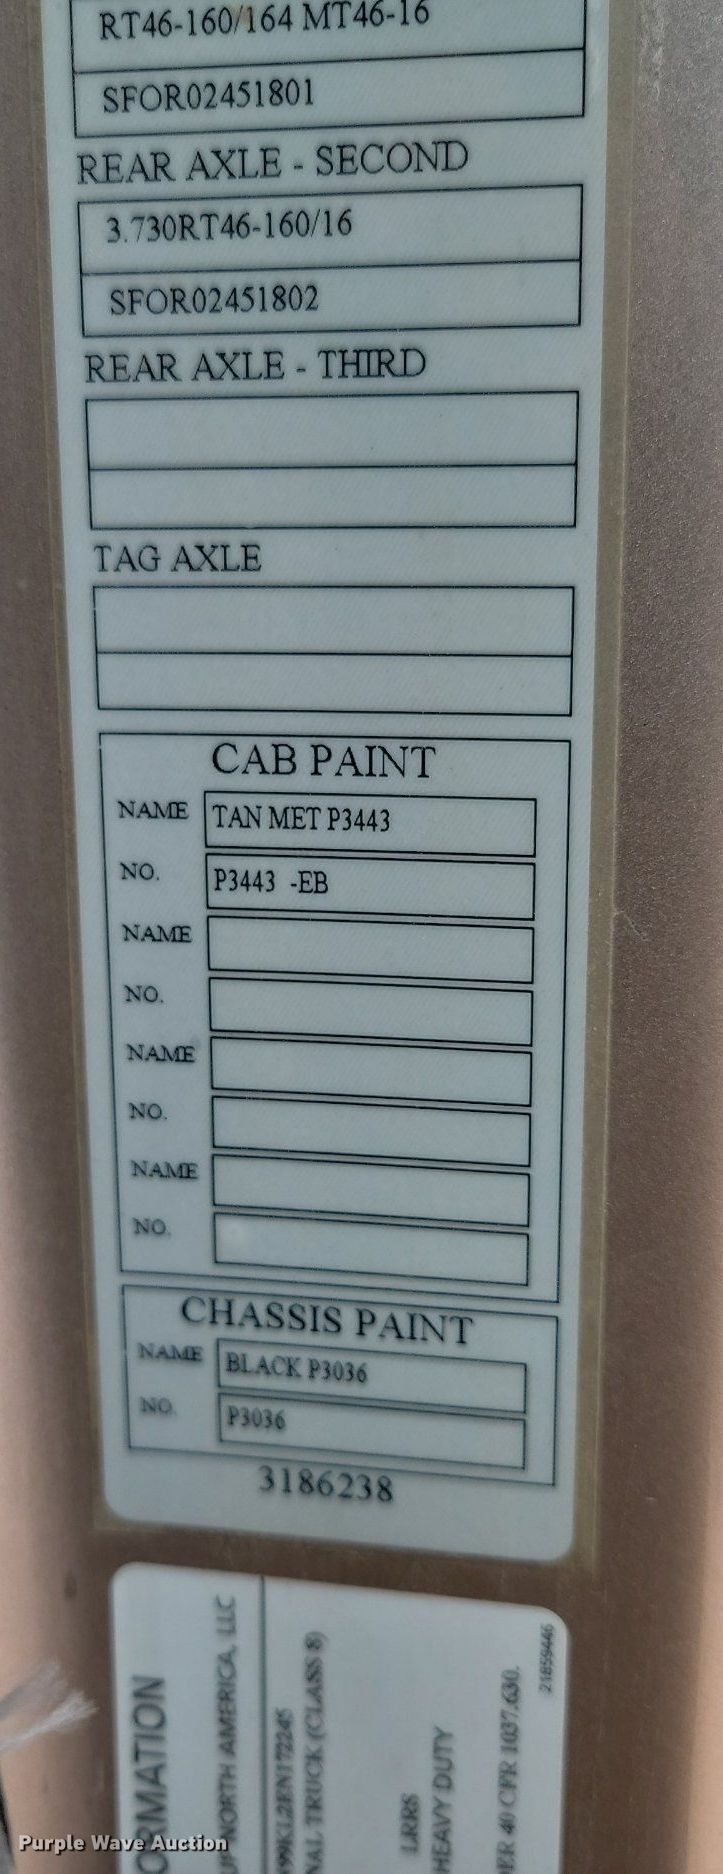 RT46-160/164 MT46-16
SFOR02451801
REAR AXLE - SECOND
3.730RT46-160/16
SFOR02451802
REAR AXLE - THIRD
TAG AXLE
CAB PAINT
NAME TAN MET P3443
NO. P3443 -EB
NAME
NO.
NAME
NO.
NAME
NO.
CHASSIS PAINT
NAME BLACK P3036
NO. P3036
3186238
ORMATION
NORTH AMERICA, LLC
NAL TRUCK (CLASS 8)
LRRS
HEAVY DUTY
ER 40 CFR 1037.630.
21859446
Purple Wave Auction